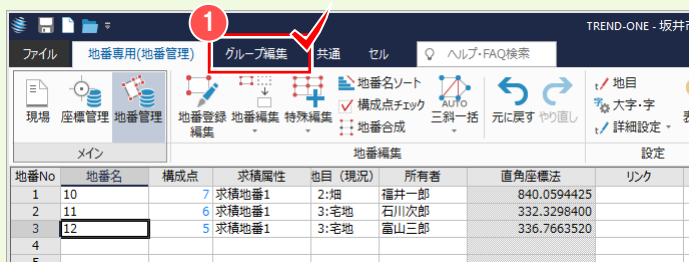 1
TREND-ONE - 坂井市
ファイル 地番専用(地番管理) グループ編集 共通 セル ヘルプ・FAQ検索
現場 座標管理 地番管理 地番登録編集 地番編集 特殊編集 地番名ソート 構成点チェック 地番合成 AUTO 三斜一括 元に戻す やり直し 地目 大字・字 詳細設定
メイン 地番編集 設定
地番No 地番名 構成点 求積属性 地目（現況） 所有者 直角座標法 リンク
1 10 7 求積地番1 2:畑 福井一郎 840.0594425
2 11 6 求積地番1 3:宅地 石川次郎 332.3298400
3 12 5 求積地番1 3:宅地 富山三郎 336.7663520
4
5